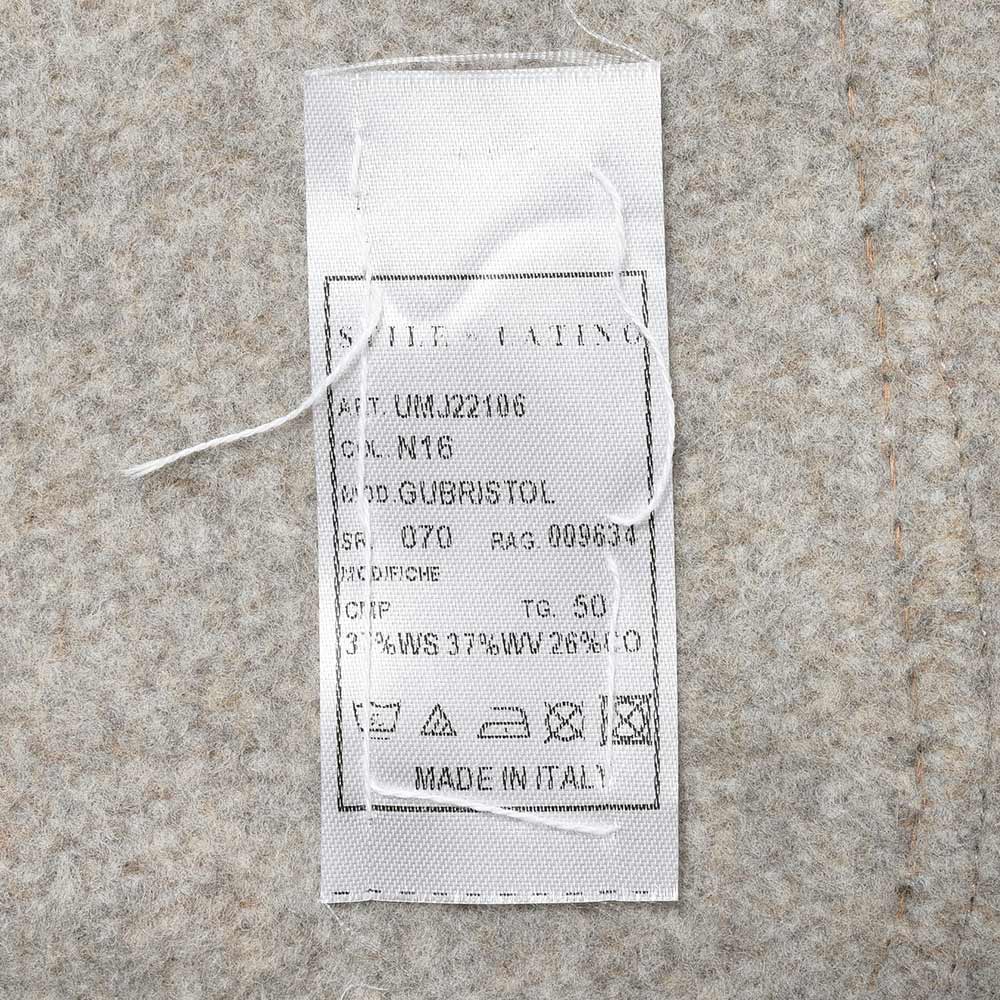 STILE LATINO
ART. UMJ22106
COL. N16
MOD. GUBRISTOL
SR. 070 RAG. 009634
MODIFICHE
CMP TG. 50
37%WS 37%WV 26%CO
MADE IN ITALY